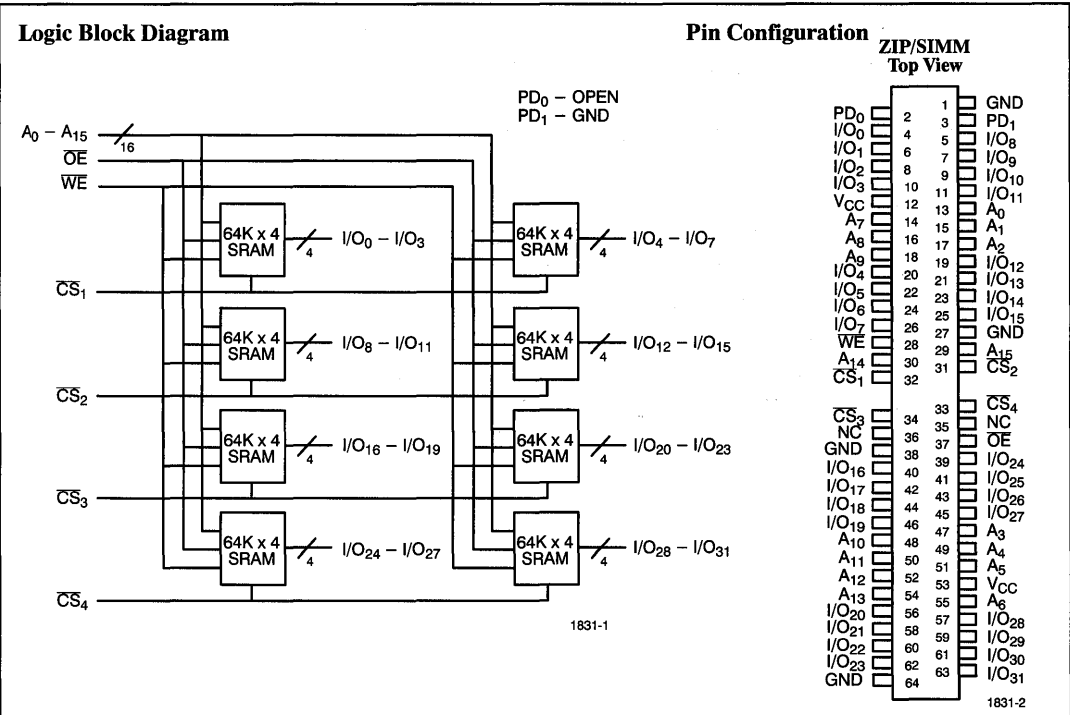 Logic Block Diagram
PD0 – OPEN
PD1 – GND
A0 – A15
16
OE
WE
64K x 4
SRAM
4
I/O0 – I/O3
64K x 4
SRAM
4
I/O4 – I/O7
CS1
64K x 4
SRAM
4
I/O8 – I/O11
64K x 4
SRAM
4
I/O12 – I/O15
CS2
64K x 4
SRAM
4
I/O16 – I/O19
64K x 4
SRAM
4
I/O20 – I/O23
CS3
64K x 4
SRAM
4
I/O24 – I/O27
64K x 4
SRAM
4
I/O28 – I/O31
CS4
1831-1
Pin Configuration
ZIP/SIMM
Top View
1 GND
PD0 2
3 PD1
I/O0 4
5 I/O8
I/O1 6
7 I/O9
I/O2 8
9 I/O10
I/O3 10
11 I/O11
VCC 12
13 A0
A7 14
15 A1
A8 16
17 A2
A9 18
19 I/O12
I/O4 20
21 I/O13
I/O5 22
23 I/O14
I/O6 24
25 I/O15
I/O7 26
27 GND
WE 28
29 A15
A14 30
31 CS2
CS1 32
33 CS4
CS3 34
35 NC
NC 36
37 OE
GND 38
39 I/O24
I/O16 40
41 I/O25
I/O17 42
43 I/O26
I/O18 44
45 I/O27
I/O19 46
47 A3
A10 48
49 A4
A11 50
51 A5
A12 52
53 VCC
A13 54
55 A6
I/O20 56
57 I/O28
I/O21 58
59 I/O29
I/O22 60
61 I/O30
I/O23 62
63 I/O31
GND 64
1831-2